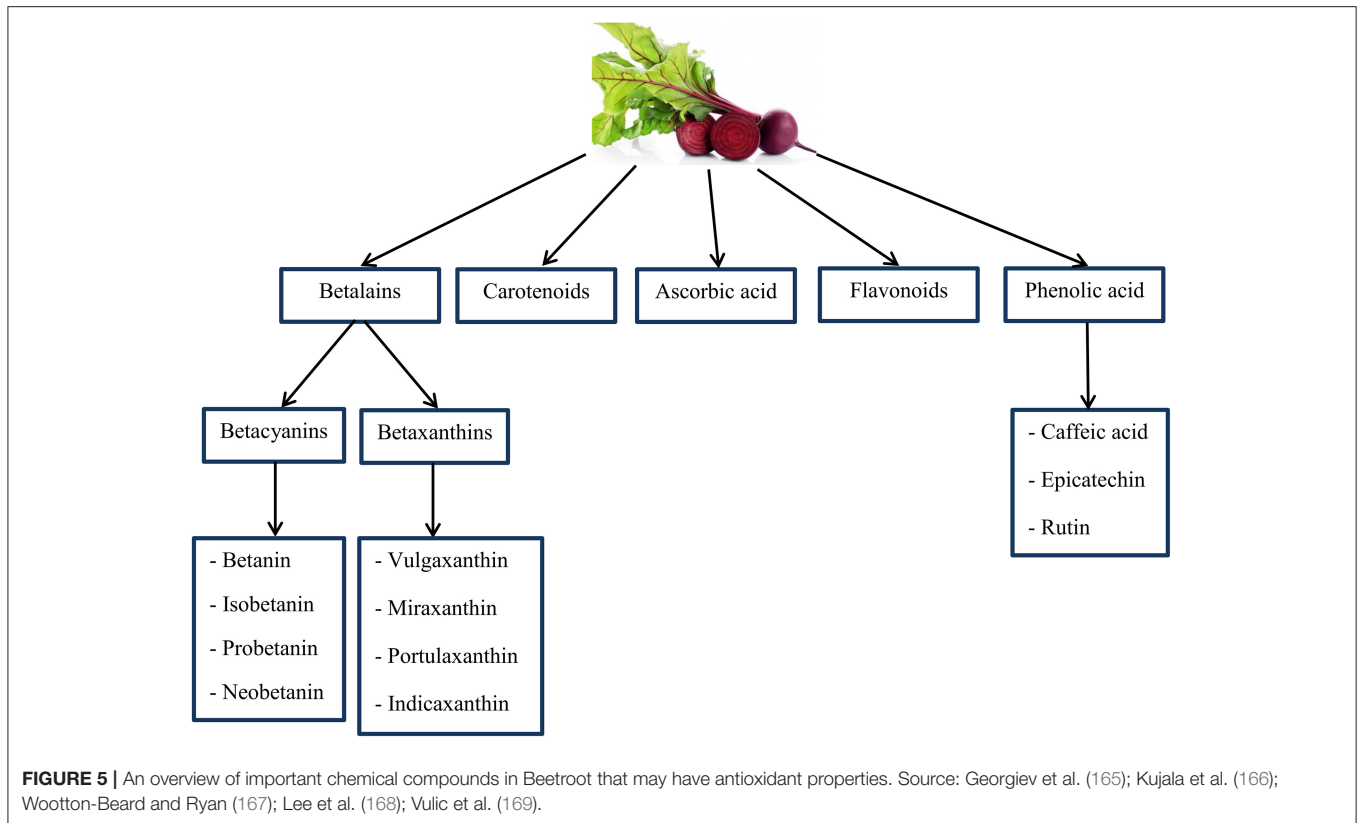 Betalains
Carotenoids
Ascorbic acid
Flavonoids
Phenolic acid
Betacyanins
Betaxanthins
- Caffeic acid
- Epicatechin
- Rutin
- Betanin
- Isobetanin
- Probetanin
- Neobetanin
- Vulgaxanthin
- Miraxanthin
- Portulaxanthin
- Indicaxanthin
FIGURE 5 | An overview of important chemical compounds in Beetroot that may have antioxidant properties. Source: Georgiev et al. (165); Kujala et al. (166);
Wootton-Beard and Ryan (167); Lee et al. (168); Vulic et al. (169).